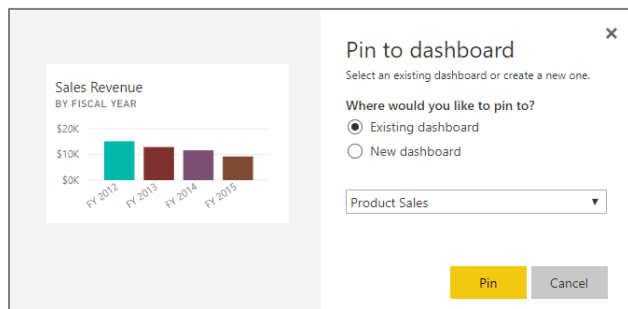 Sales Revenue
BY FISCAL YEAR
$20K
$10K
$0K
FY 2012
FY 2013
FY 2014
FY 2015
Pin to dashboard
Select an existing dashboard or create a new one.
Where would you like to pin to?
Existing dashboard
New dashboard
Product Sales
Pin
Cancel